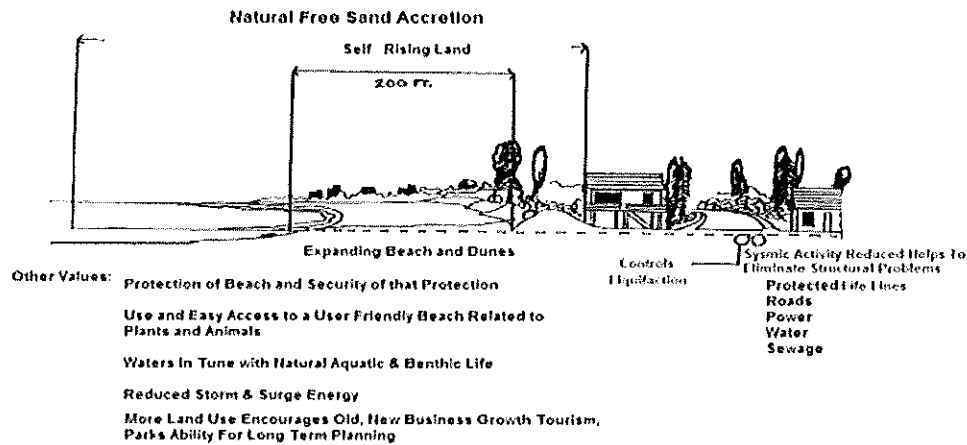 Natural Free Sand Accretion
Self Rising Land
200 FT.
Expanding Beach and Dunes
Controls
Liquifaction
Sysmic Activity Reduced Helps To
Eliminate Structural Problems
Protected Life Lines
Roads
Power
Water
Sewage
Other Values:
Protection of Beach and Security of that Protection
Use and Easy Access to a User Friendly Beach Related to
Plants and Animals
Waters In Tune with Natural Aquatic & Benthic Life
Reduced Storm & Surge Energy
More Land Use Encourages Old, New Business Growth Tourism,
Parks Ability For Long Term Planning